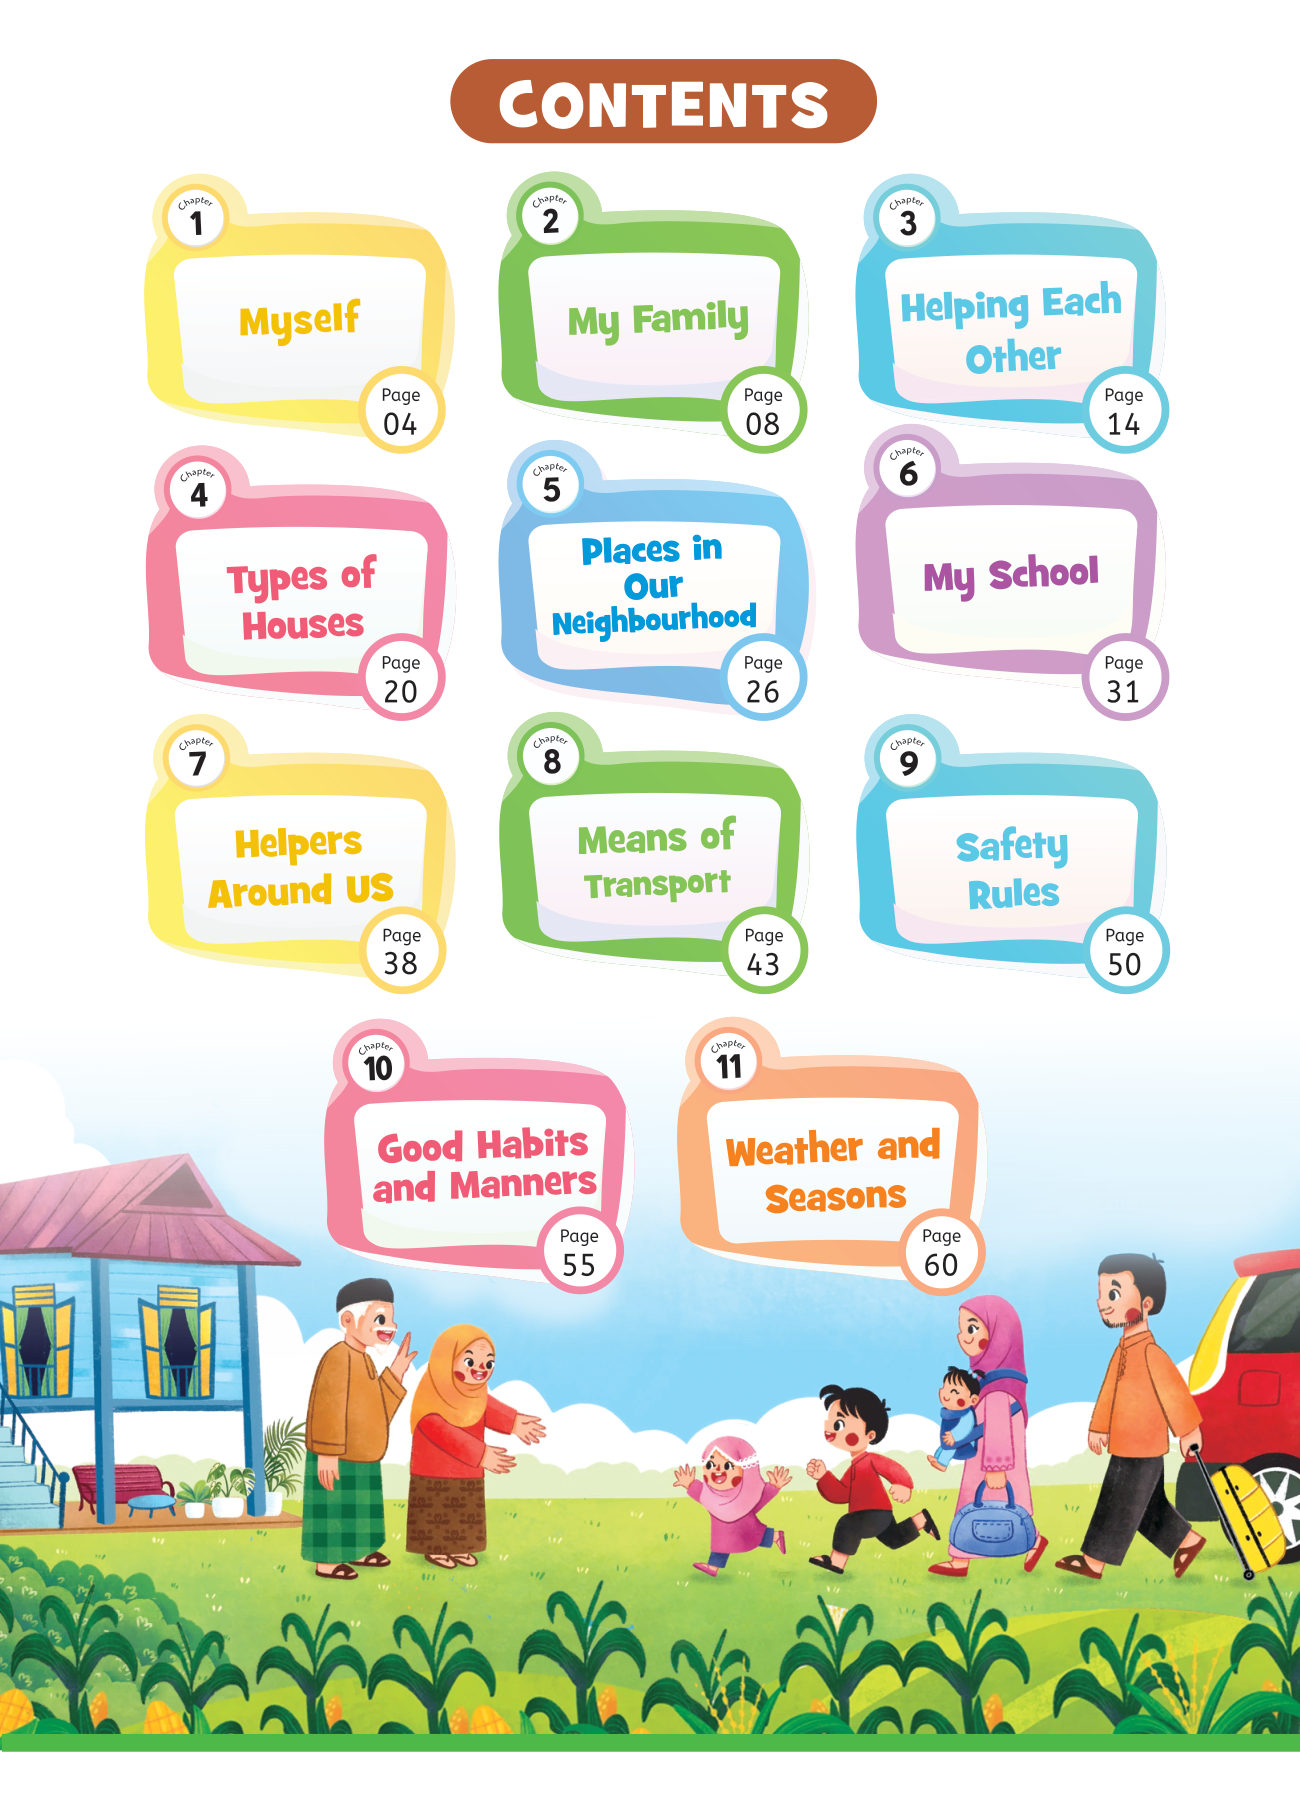 CONTENTS
Chapter
1
Myself
Page
04
Chapter
2
My Family
Page
08
Chapter
3
Helping Each
Other
Page
14
Chapter
4
Types of
Houses
Page
20
Chapter
5
Places in
Our
Neighbourhood
Page
26
Chapter
6
My School
Page
31
Chapter
7
Helpers
Around US
Page
38
Chapter
8
Means of
Transport
Page
43
Chapter
9
Safety
Rules
Page
50
Chapter
10
Good Habits
and Manners
Page
55
Chapter
11
Weather and
Seasons
Page
60